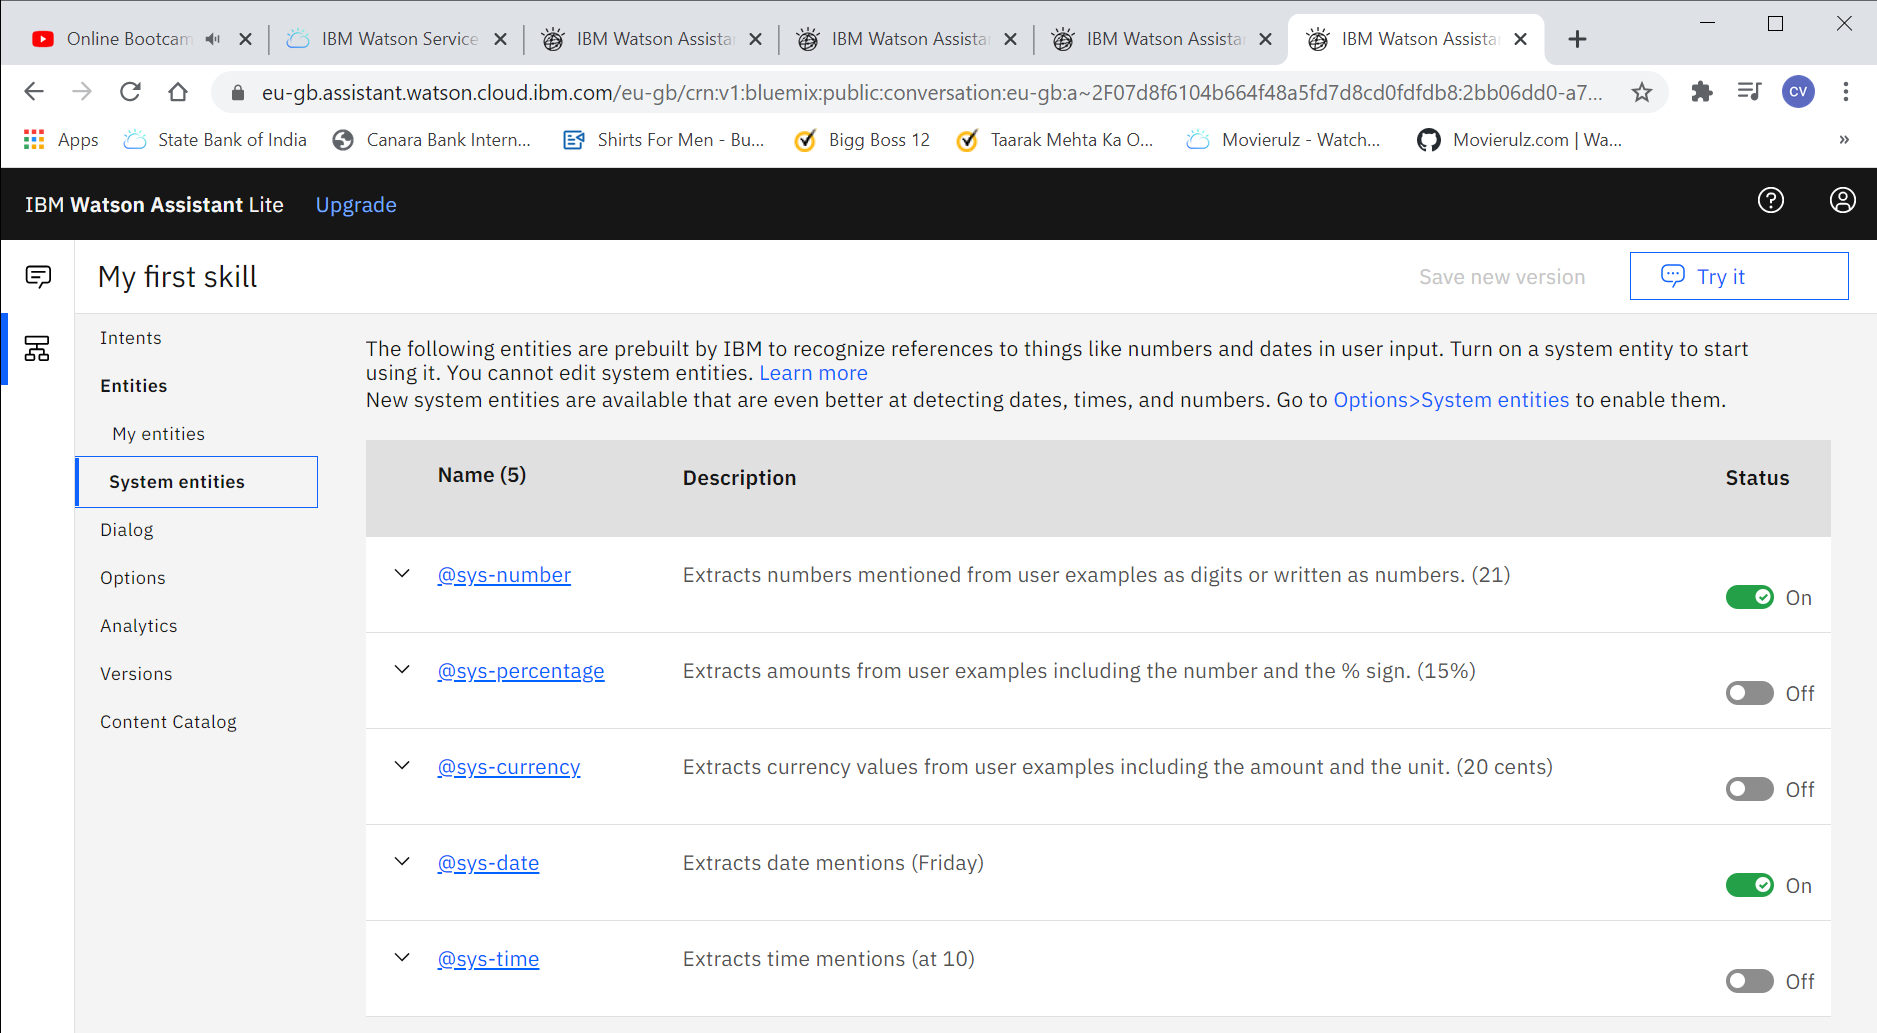 Online Bootcam
IBM Watson Service
IBM Watson Assista
IBM Watson Assista
IBM Watson Assista
IBM Watson Assista
eu-gb.assistant.watson.cloud.ibm.com/eu-gb/crn:v1:bluemix:public:conversation:eu-gb:a~2F07d8f6104b664f48a5fd7d8cd0fdfdb8:2bb06dd0-a7...
CV
Apps
State Bank of India
Canara Bank Intern...
Shirts For Men - Bu...
Bigg Boss 12
Taarak Mehta Ka O...
Movierulz - Watch...
Movierulz.com | Wa...
»
IBM Watson Assistant Lite
Upgrade
My first skill
Save new version
Try it
Intents
Entities
My entities
System entities
Dialog
Options
Analytics
Versions
Content Catalog
The following entities are prebuilt by IBM to recognize references to things like numbers and dates in user input. Turn on a system entity to start
using it. You cannot edit system entities. Learn more
New system entities are available that are even better at detecting dates, times, and numbers. Go to Options>System entities to enable them.
Name (5) Description Status
@sys-number Extracts numbers mentioned from user examples as digits or written as numbers. (21) On
@sys-percentage Extracts amounts from user examples including the number and the % sign. (15%) Off
@sys-currency Extracts currency values from user examples including the amount and the unit. (20 cents) Off
@sys-date Extracts date mentions (Friday) On
@sys-time Extracts time mentions (at 10) Off